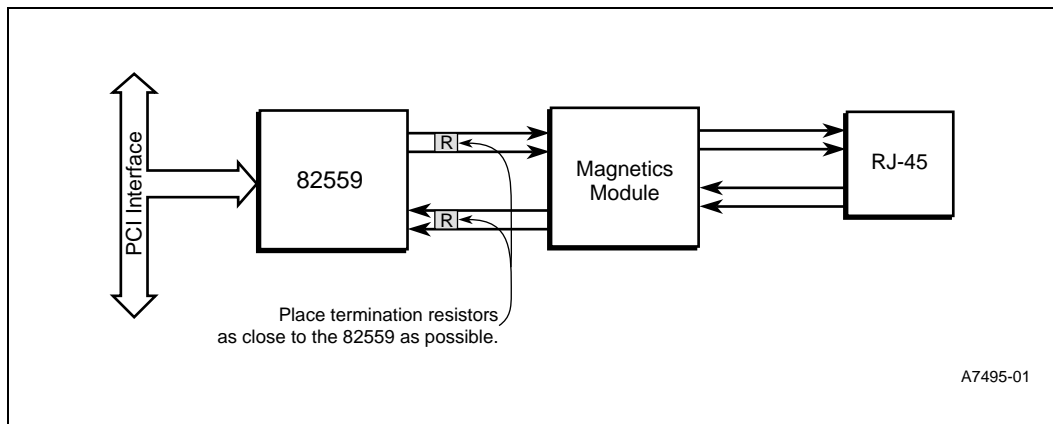 PCI Interface
82559
R
R
Magnetics
Module
RJ-45
Place termination resistors
as close to the 82559 as possible.
A7495-01